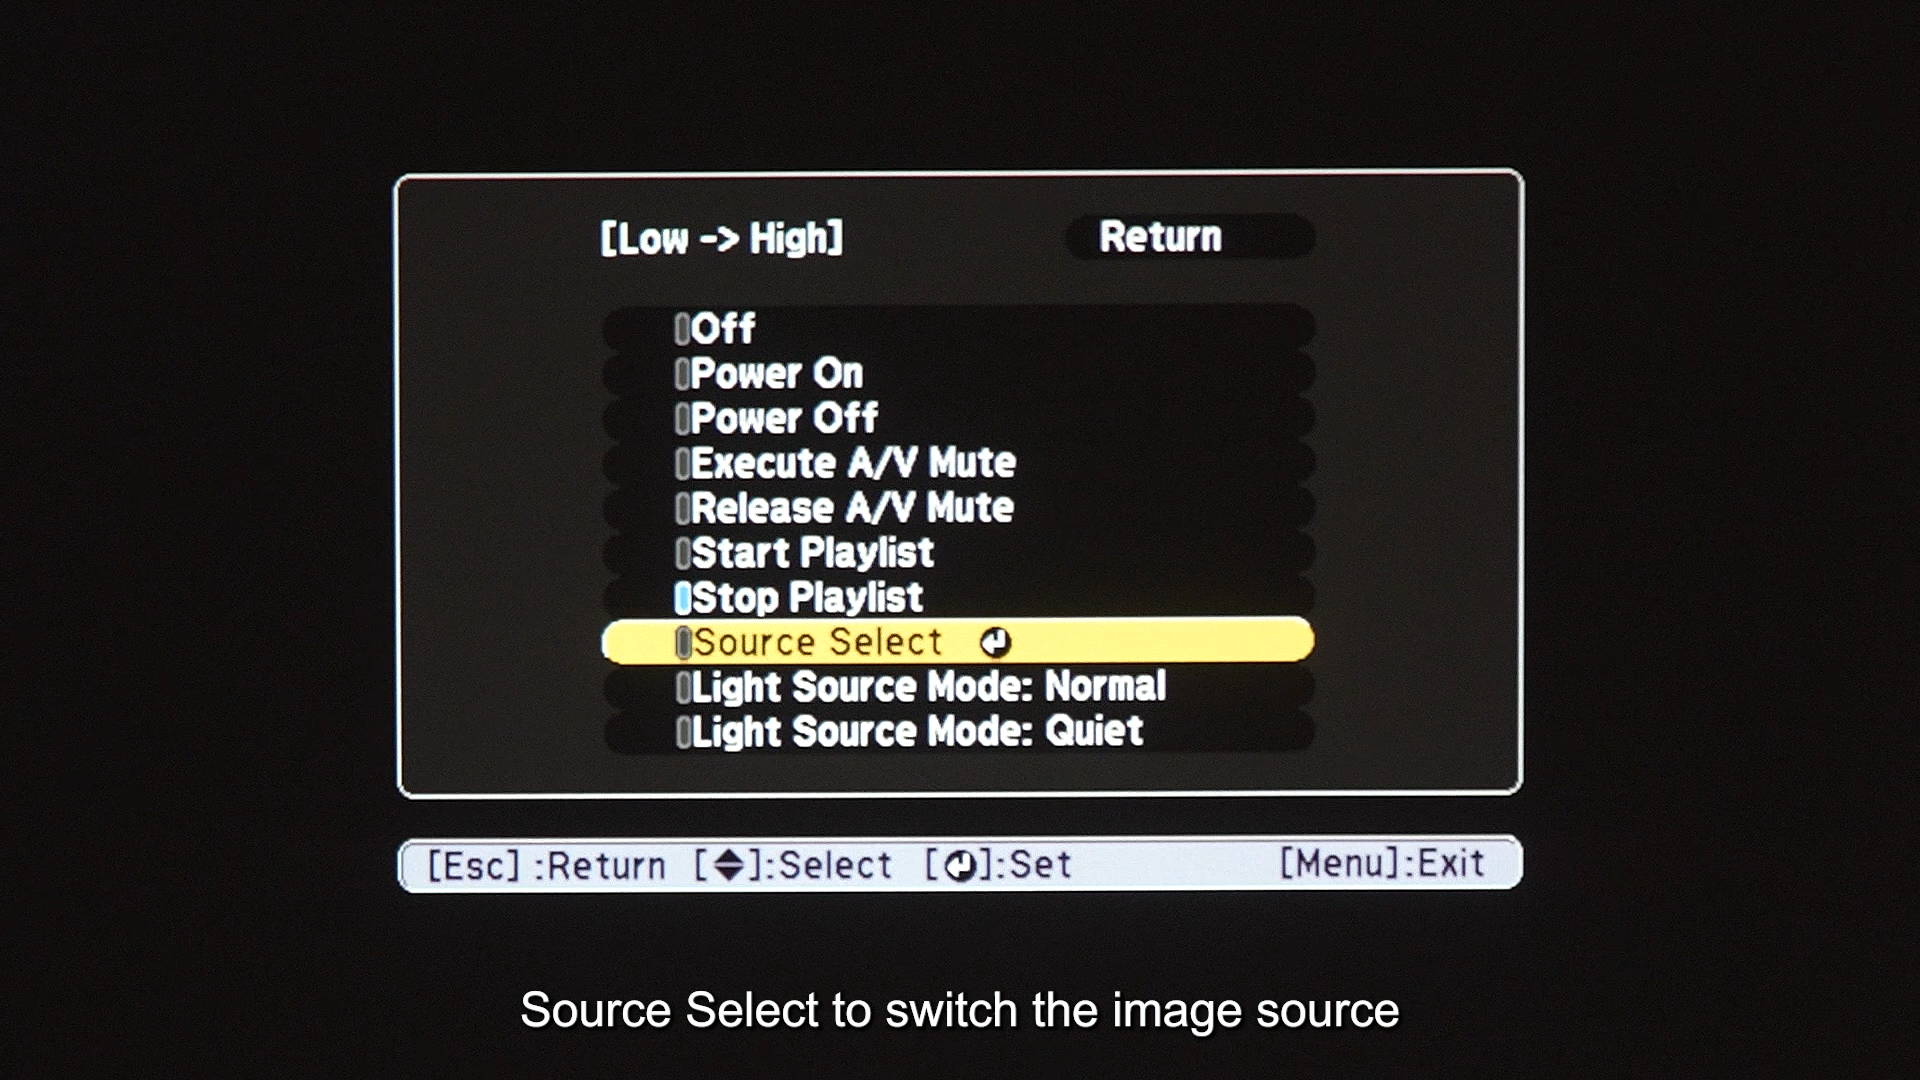 [Low -> High] Return
Off
Power On
Power Off
Execute A/V Mute
Release A/V Mute
Start Playlist
Stop Playlist
Source Select
Light Source Mode: Normal
Light Source Mode: Quiet
[Esc] :Return [◆]:Select [↵]:Set [Menu]:Exit
Source Select to switch the image source